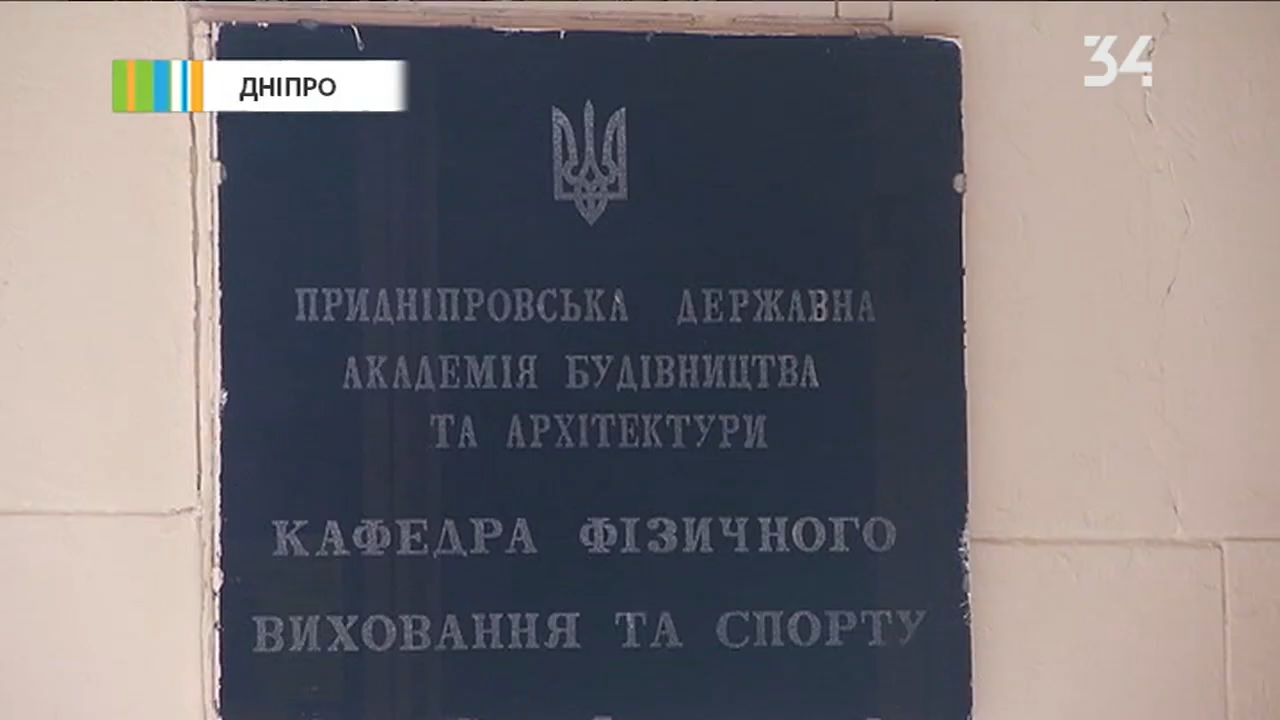 ДНІПРО
34
ПРИДНІПРОВСЬКА ДЕРЖАВНА
АКАДЕМІЯ БУДІВНИЦТВА
ТА АРХІТЕКТУРИ
КАФЕДРА ФІЗИЧНОГО
ВИХОВАННЯ ТА СПОРТУ